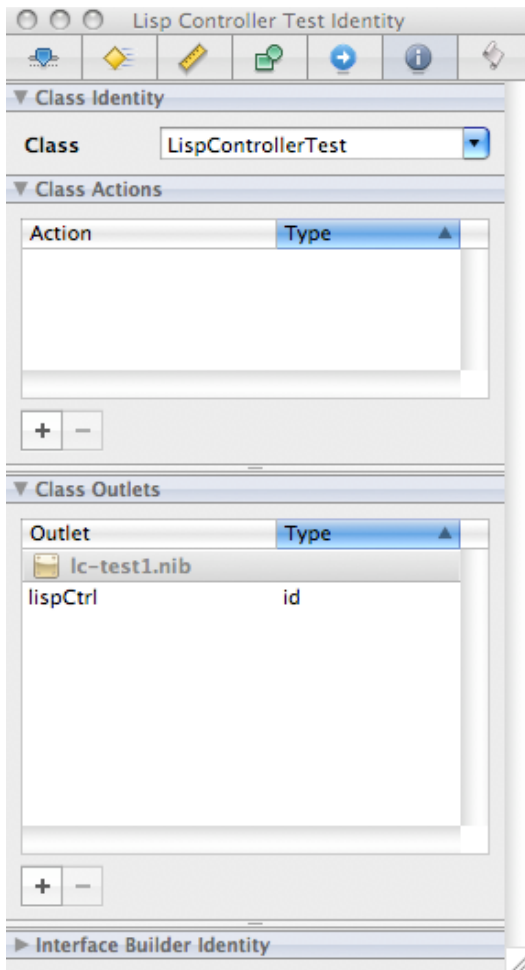 Lisp Controller Test Identity
Class Identity
Class LispControllerTest
Class Actions
Action Type
+ −
Class Outlets
Outlet Type
lc-test1.nib
lispCtrl id
+ −
Interface Builder Identity